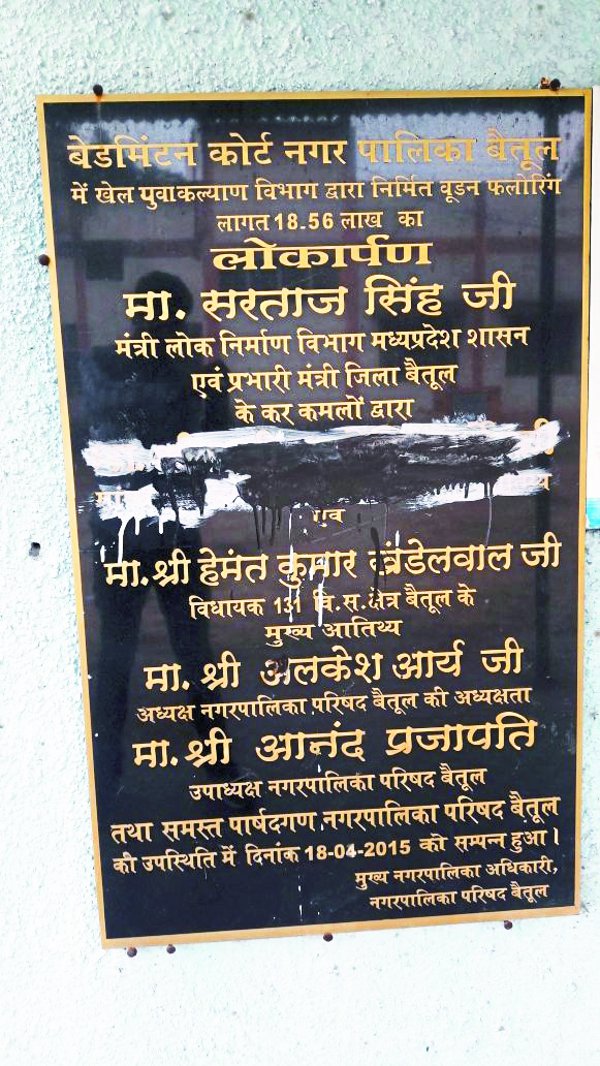 बेडमिंटन कोर्ट नगर पालिका बैतूल
में खेल युवाकल्याण विभाग द्वारा निर्मित वूडन फलोरिंग
लागत 18.56 लाख का
लोकार्पण
मा. सरताज सिंह जी
मंत्री लोक निर्माण विभाग मध्यप्रदेश शासन
एवं प्रभारी मंत्री जिला बैतूल
के कर कमलों द्वारा
एवं
मा. श्री हेमंत कुमार खंडेलवाल जी
विधायक 131 वि.स.क्षेत्र बैतूल के
मुख्य आतिथ्य
मा. श्री अलकेश आर्य जी
अध्यक्ष नगरपालिका परिषद बैतूल की अध्यक्षता
मा. श्री आनंद प्रजापति
उपाध्यक्ष नगरपालिका परिषद बैतूल
तथा समस्त पार्षदगण नगरपालिका परिषद बैतूल
की उपस्थिति में दिनांक 18-04-2015 को सम्पन्न हुआ।
मुख्य नगरपालिका अधिकारी,
नगरपालिका परिषद बैतूल